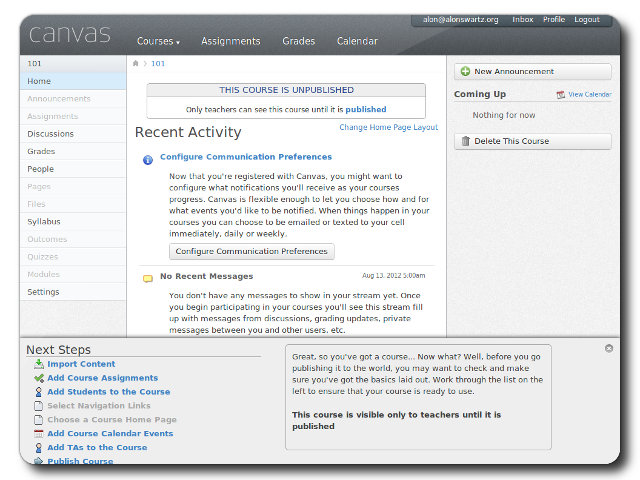 canvas
alon@alonswartz.org Inbox Profile Logout
Courses Assignments Grades Calendar
101
Home
Announcements
Assignments
Discussions
Grades
People
Pages
Files
Syllabus
Outcomes
Quizzes
Modules
Settings
101
THIS COURSE IS UNPUBLISHED
Only teachers can see this course until it is published
Recent Activity
Change Home Page Layout
Configure Communication Preferences
Now that you're registered with Canvas, you might want to
configure what notifications you'll receive as your courses
progress. Canvas is flexible enough to let you choose how and for
what events you'd like to be notified. When things happen in your
courses you can choose to be emailed or texted to your cell
immediately, daily or weekly.
Configure Communication Preferences
No Recent Messages
Aug 13, 2012 5:00am
You don't have any messages to show in your stream yet. Once
you begin participating in your courses you'll see this stream fill
up with messages from discussions, grading updates, private
messages between you and other users, etc.
New Announcement
Coming Up
View Calendar
Nothing for now
Delete This Course
Next Steps
Import Content
Add Course Assignments
Add Students to the Course
Select Navigation Links
Choose a Course Home Page
Add Course Calendar Events
Add TAs to the Course
Publish Course
Great, so you've got a course... Now what? Well, before you go
publishing it to the world, you may want to check and make
sure you've got the basics laid out. Work through the list on the
left to ensure that your course is ready to use.
This course is visible only to teachers until it is
published